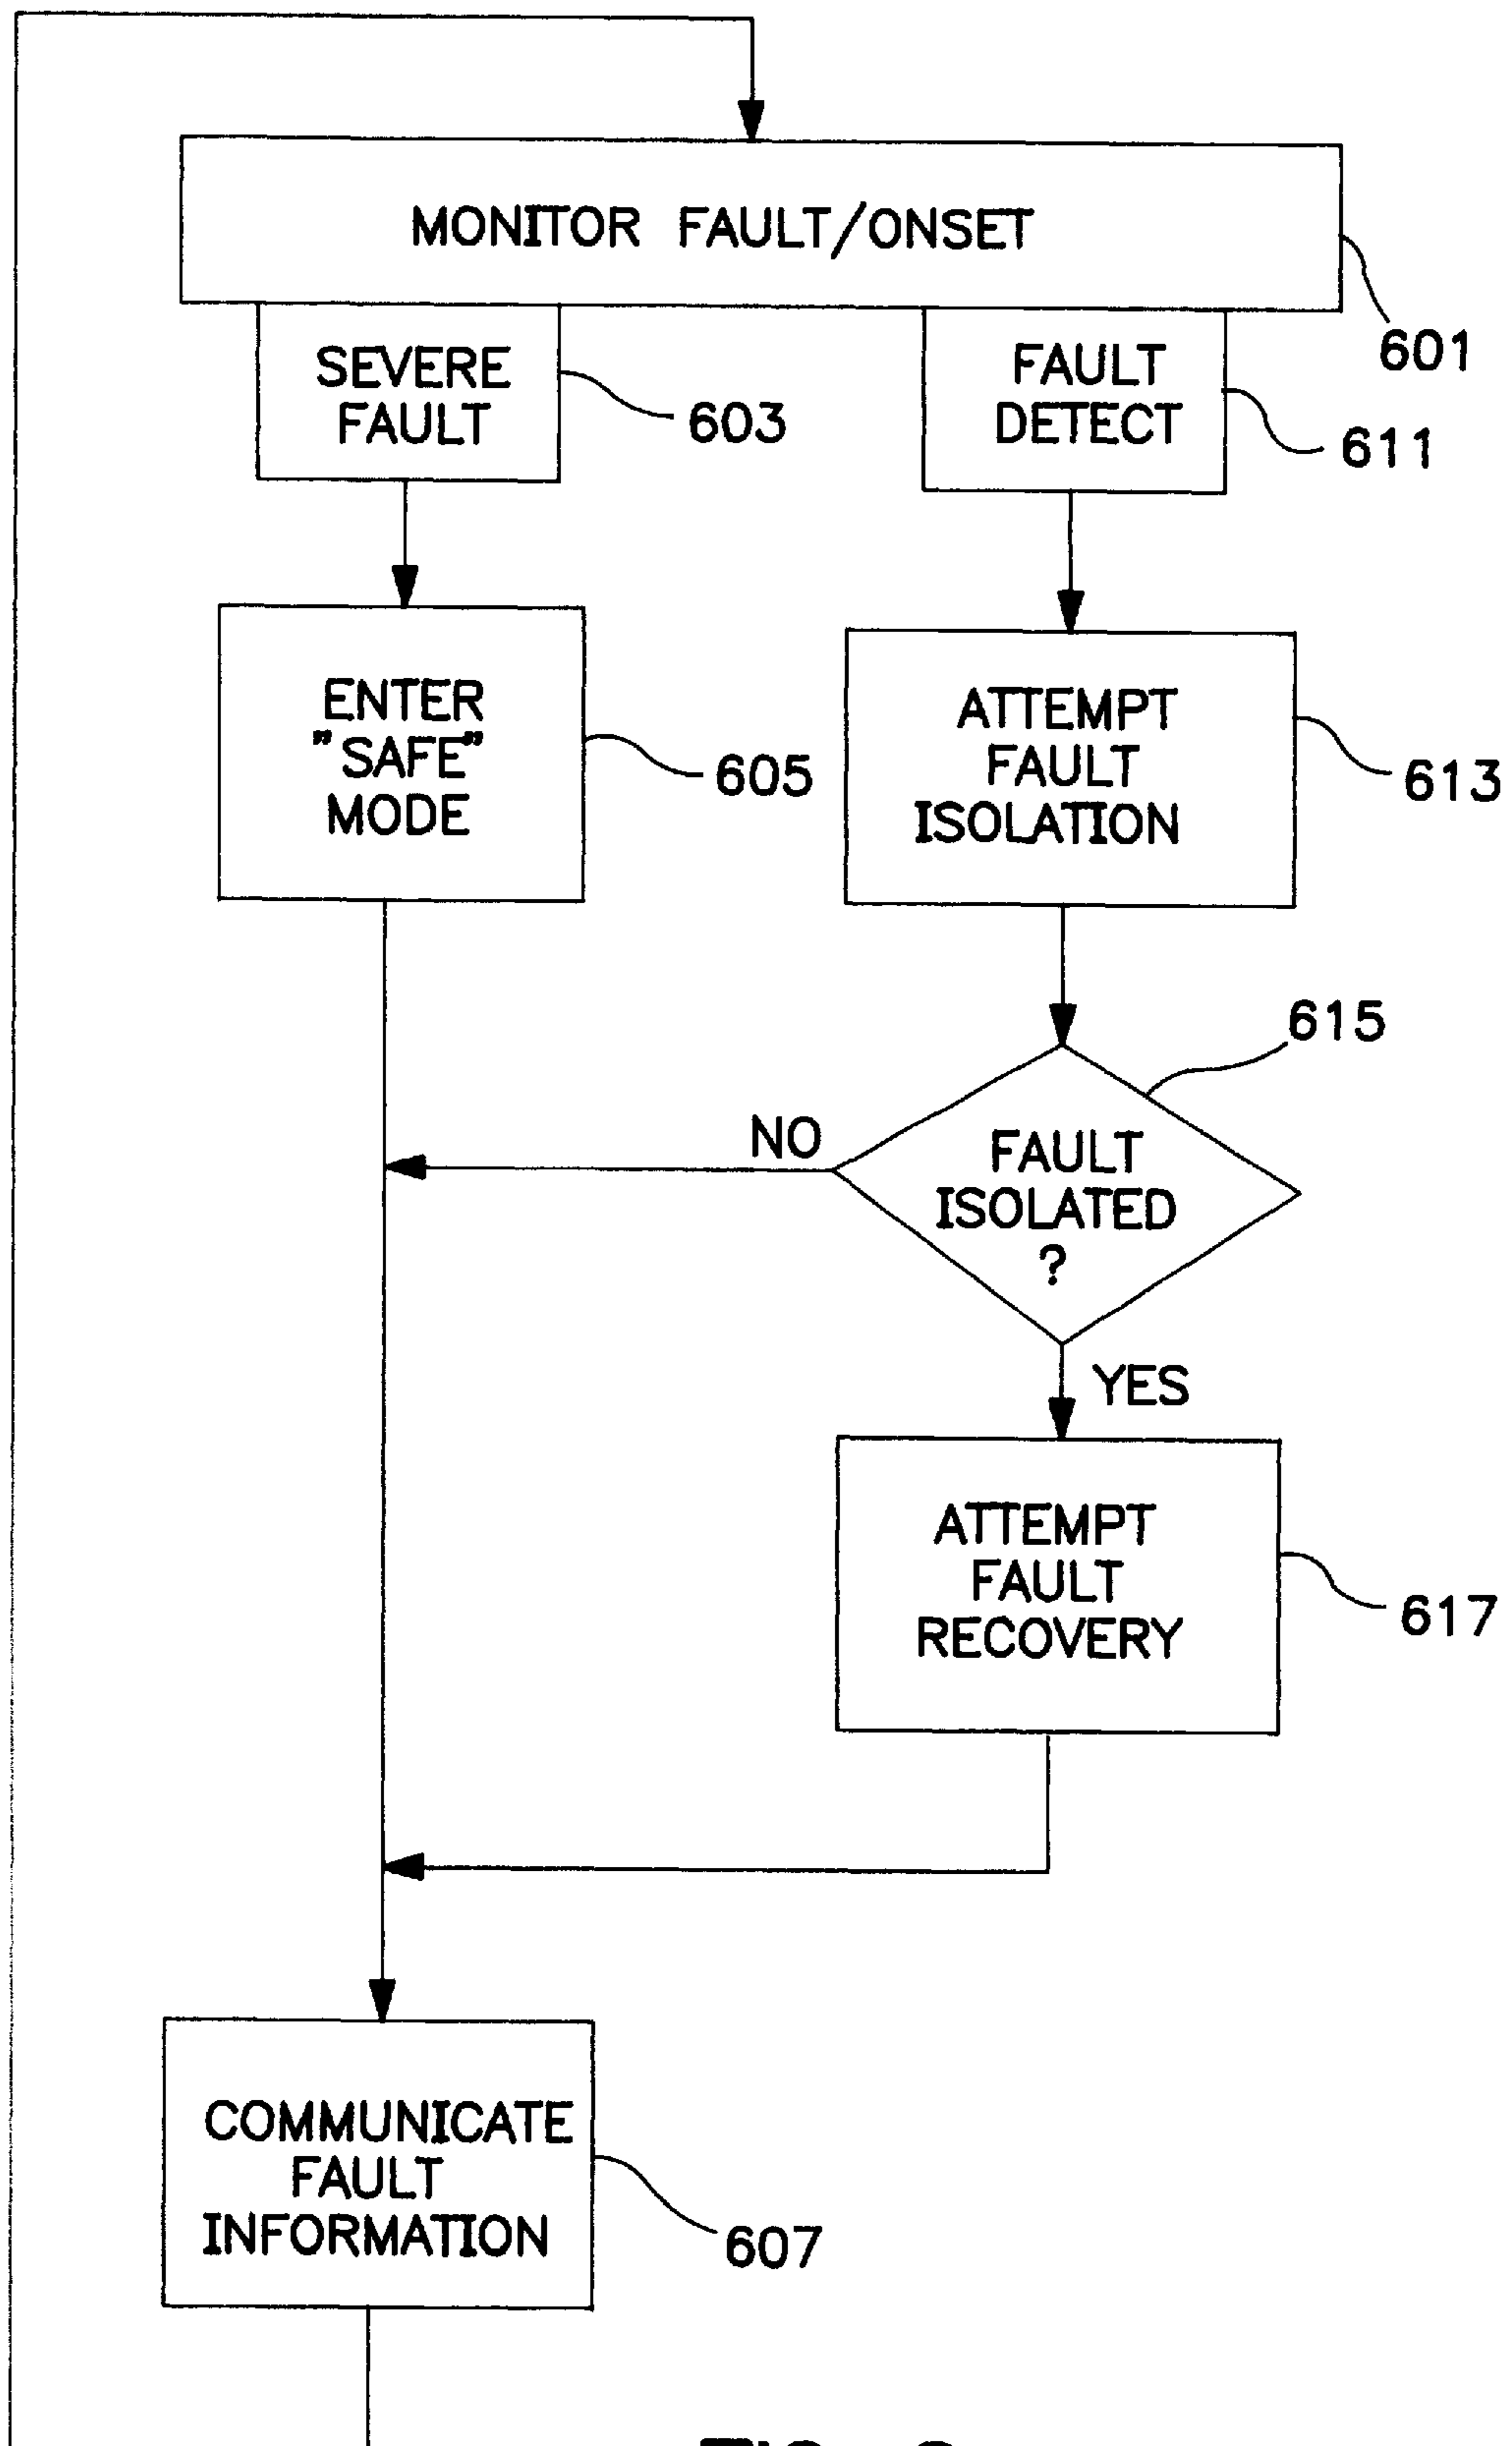 MONITOR FAULT/ONSET
601
SEVERE
FAULT
603
FAULT
DETECT
611
ENTER
"SAFE"
MODE
605
ATTEMPT
FAULT
ISOLATION
613
615
NO
FAULT
ISOLATED
?
YES
ATTEMPT
FAULT
RECOVERY
617
COMMUNICATE
FAULT
INFORMATION
607